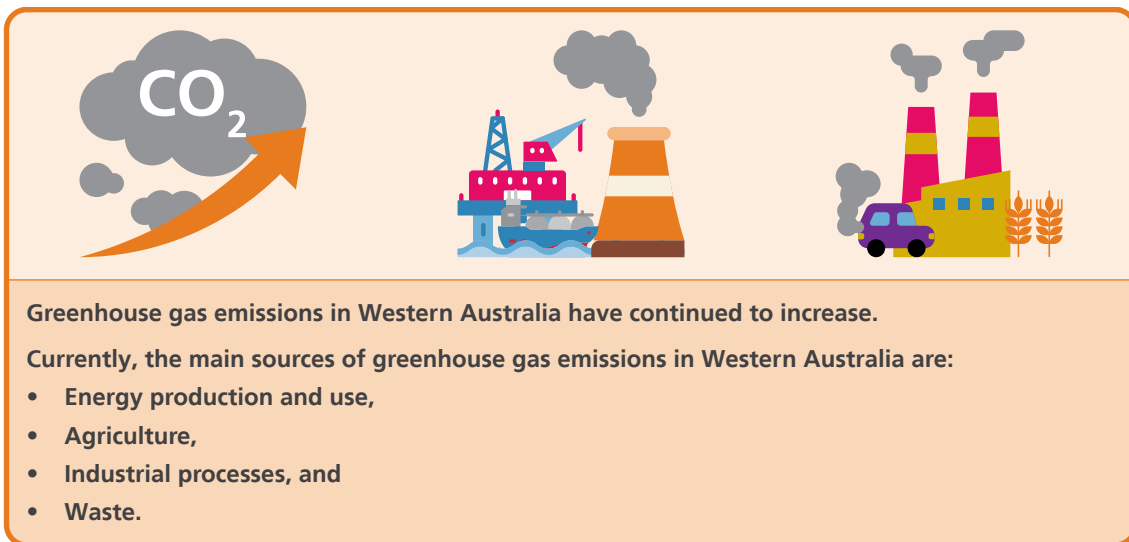 CO2
Greenhouse gas emissions in Western Australia have continued to increase.
Currently, the main sources of greenhouse gas emissions in Western Australia are:
• Energy production and use,
• Agriculture,
• Industrial processes, and
• Waste.